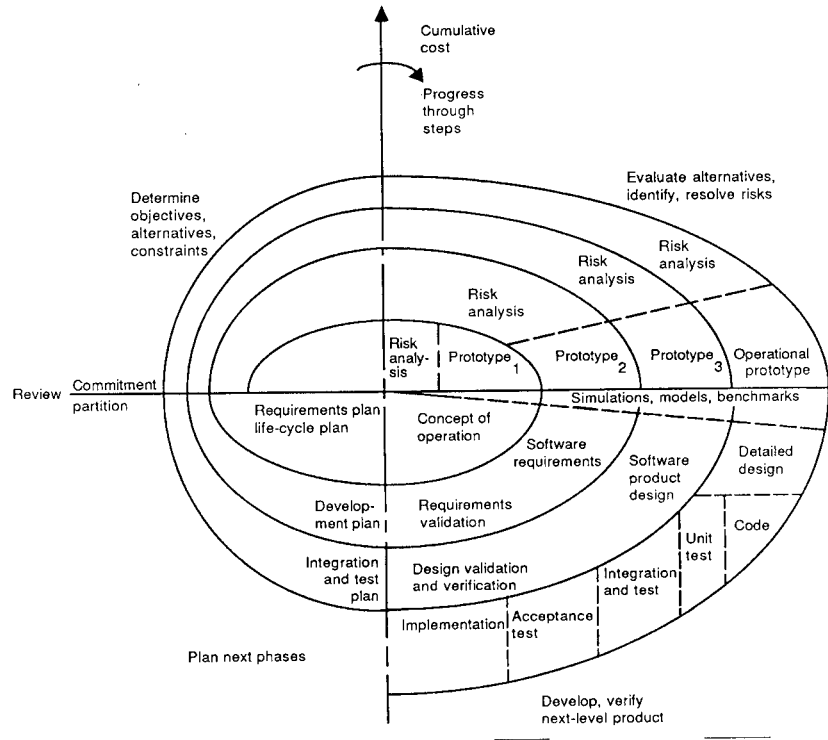 Cumulative
cost
Progress
through
steps
Evaluate alternatives,
identify, resolve risks
Determine
objectives,
alternatives,
constraints
Risk
analysis
Risk
analysis
Risk
analysis
Risk
analy-
sis
Prototype 1
Prototype 2
Prototype 3
Operational
prototype
Review
Commitment
partition
Simulations, models, benchmarks
Requirements plan
life-cycle plan
Concept of
operation
Software
requirements
Software
product
design
Detailed
design
Develop-
ment plan
Requirements
validation
Code
Unit
test
Integration
and test
plan
Design validation
and verification
Integration
and test
Acceptance
test
Implementation
Plan next phases
Develop, verify
next-level product